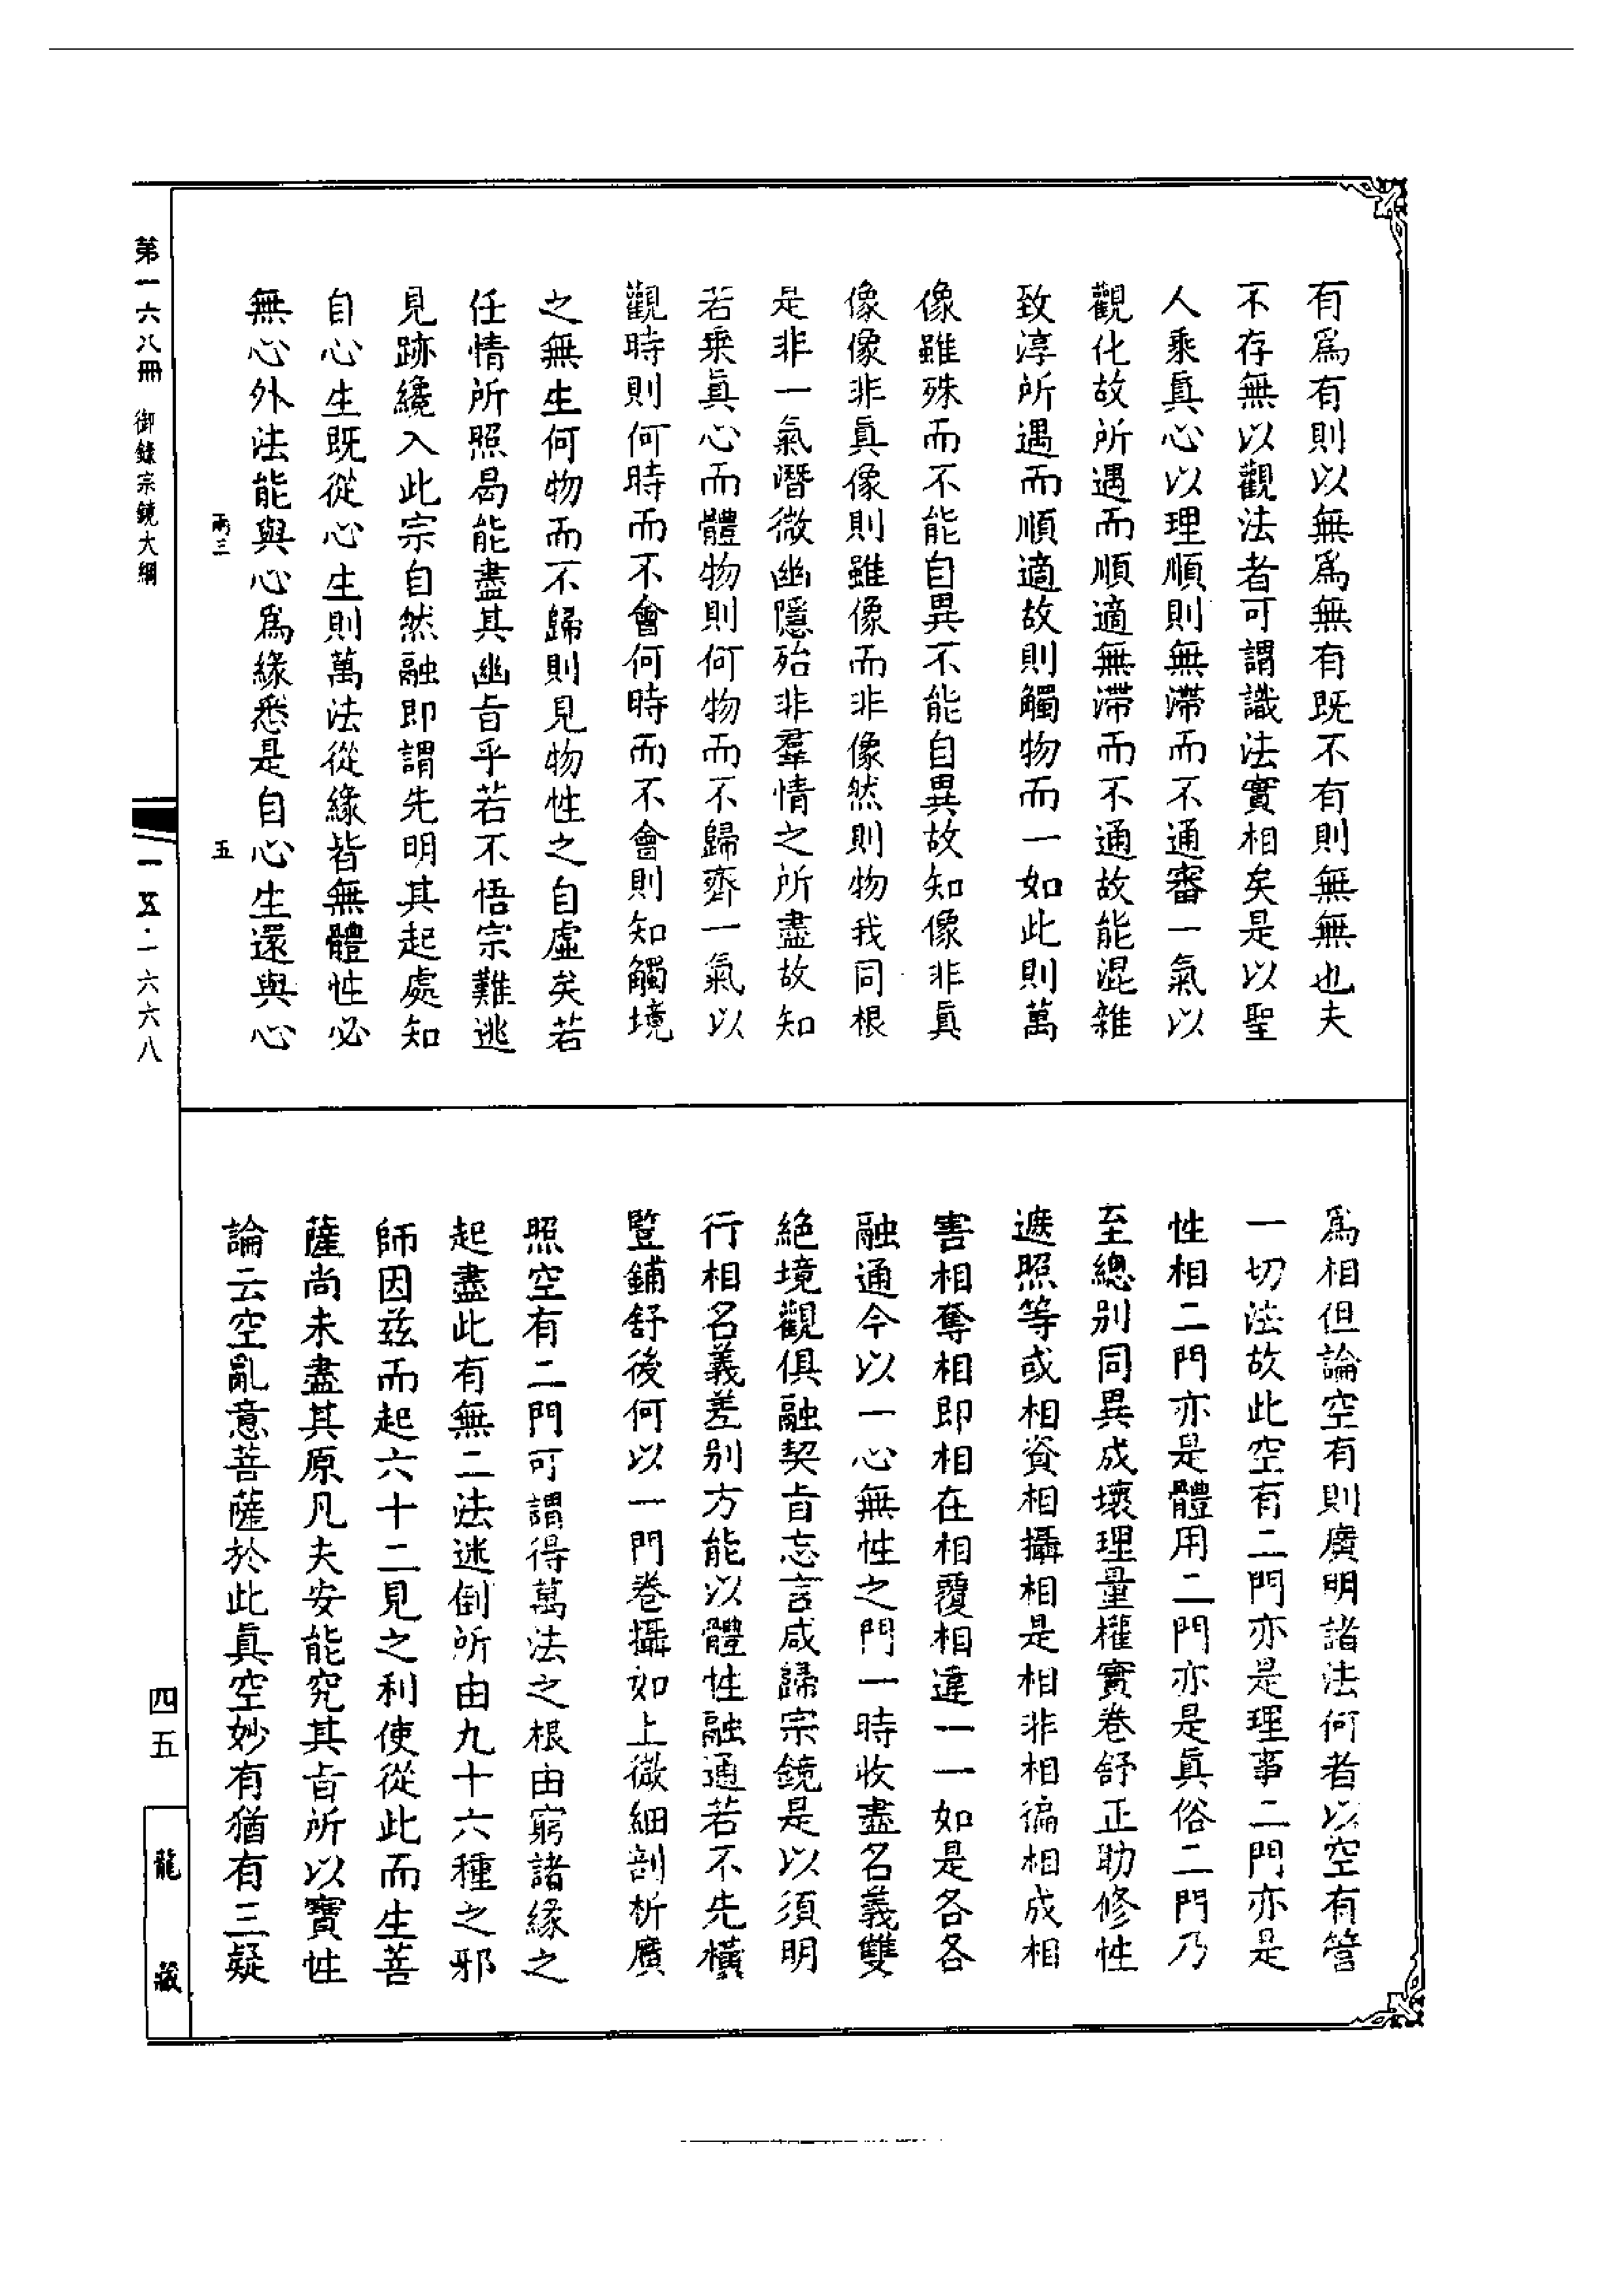 有爲有則以無爲無有既不有則無無也夫
不存無以觀法者可謂識法實相矣是以聖
人乘眞心以理順則無滯而不通審一氣以
觀化故所遇而順適無滯而不通故能混雜
致淳所遇而順適故則觸物而一如此則萬
像雖殊而不能自異不能自異故知像非眞
像像非眞像則雖像而非像然則物我同根
是非一氣潛微幽隱殆非羣情之所盡故知
若乘眞心而體物則何物而不歸齊一氣以
觀時則何時而不會何時而不會則知觸境
之無生何物而不歸則見物性之自虛矣若
任情所照曷能盡其幽旨乎若不悟宗難逃
見跡纔入此宗自然融即謂先明其起處知
自心生既從心生則萬法從緣皆無體性必
無心外法能與心爲緣悉是自心生還與心
兩三
五
爲相但論空有則廣明諸法何者以空有管
一切法故此空有二門亦是理事二門亦是
性相二門亦是體用二門亦是眞俗二門乃
至總別同異成壞理量權實卷舒正助修性
遮照等或相資相攝相是相非相徧相成相
害相奪相即相在相覆相違一一如是各各
融通今以一心無性之門一時收盡名義雙
絕境觀俱融契旨忘言咸歸宗鏡是以須明
行相名義差別方能以體性融通若不先橫
豎鋪舒後何以一門卷攝如上微細剖析廣
照空有二門可謂得萬法之根由窮諸緣之
起盡此有無二法迷倒所由九十六種之邪
師因茲而起六十二見之利使從此而生菩
薩尚未盡其原凡夫安能究其旨所以寶性
論云空亂意菩薩於此眞空妙有猶有三疑
第一六八冊 御錄宗鏡大綱
一五·一六六八
四五
龍藏